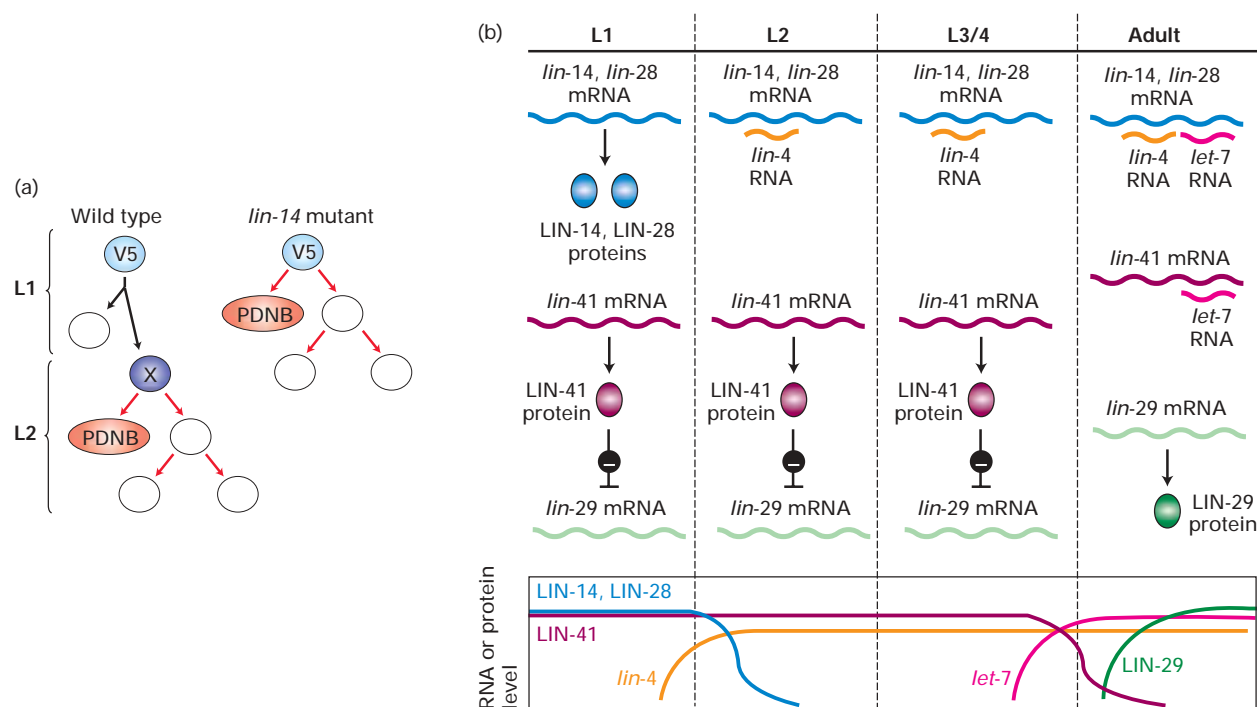 (a)
Wild type
lin-14 mutant
L1
V5
V5
PDNB
X
L2
PDNB
(b)
L1
L2
L3/4
Adult
lin-14, lin-28
mRNA
LIN-14, LIN-28
proteins
lin-41 mRNA
LIN-41
protein
–
lin-29 mRNA
lin-14, lin-28
mRNA
lin-4
RNA
lin-41 mRNA
LIN-41
protein
–
lin-29 mRNA
lin-14, lin-28
mRNA
lin-4
RNA
lin-41 mRNA
LIN-41
protein
–
lin-29 mRNA
lin-14, lin-28
mRNA
lin-4
RNA
let-7
RNA
lin-41 mRNA
let-7
RNA
lin-29 mRNA
LIN-29
protein
RNA or protein
level
LIN-14, LIN-28
LIN-41
lin-4
let-7
LIN-29